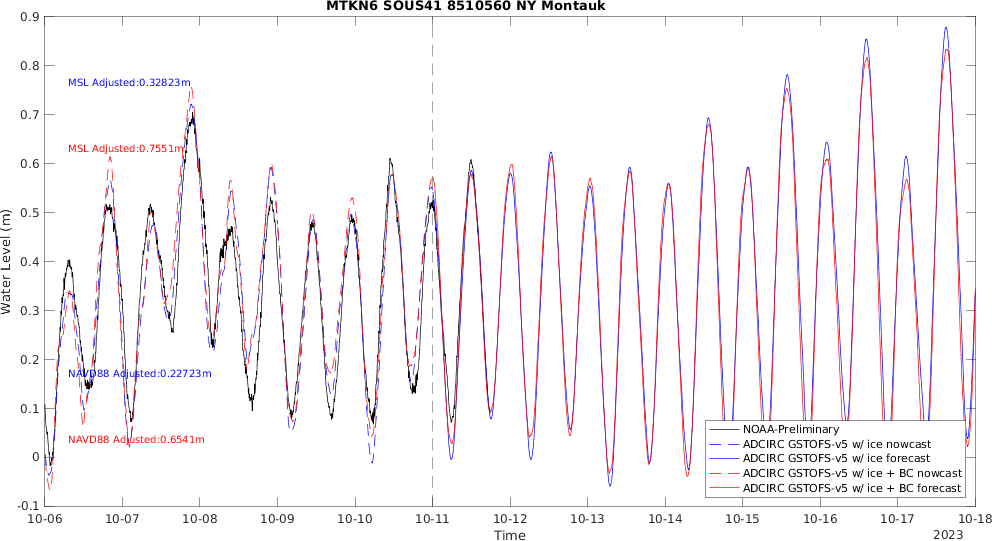 MTKN6 SOUS41 8510560 NY Montauk
0.9
0.8
0.7
0.6
0.5
0.4
0.3
0.2
0.1
0
-0.1
Water Level (m)
MSL Adjusted:0.32823m
MSL Adjusted:0.7551m
NAVD88 Adjusted:0.22723m
NAVD88 Adjusted:0.6541m
NOAA-Preliminary
ADCIRC GSTOFS-v5 w/ ice nowcast
ADCIRC GSTOFS-v5 w/ ice forecast
ADCIRC GSTOFS-v5 w/ ice + BC nowcast
ADCIRC GSTOFS-v5 w/ ice + BC forecast
10-06 10-07 10-08 10-09 10-10 10-11 10-12 10-13 10-14 10-15 10-16 10-17 10-18
Time
2023